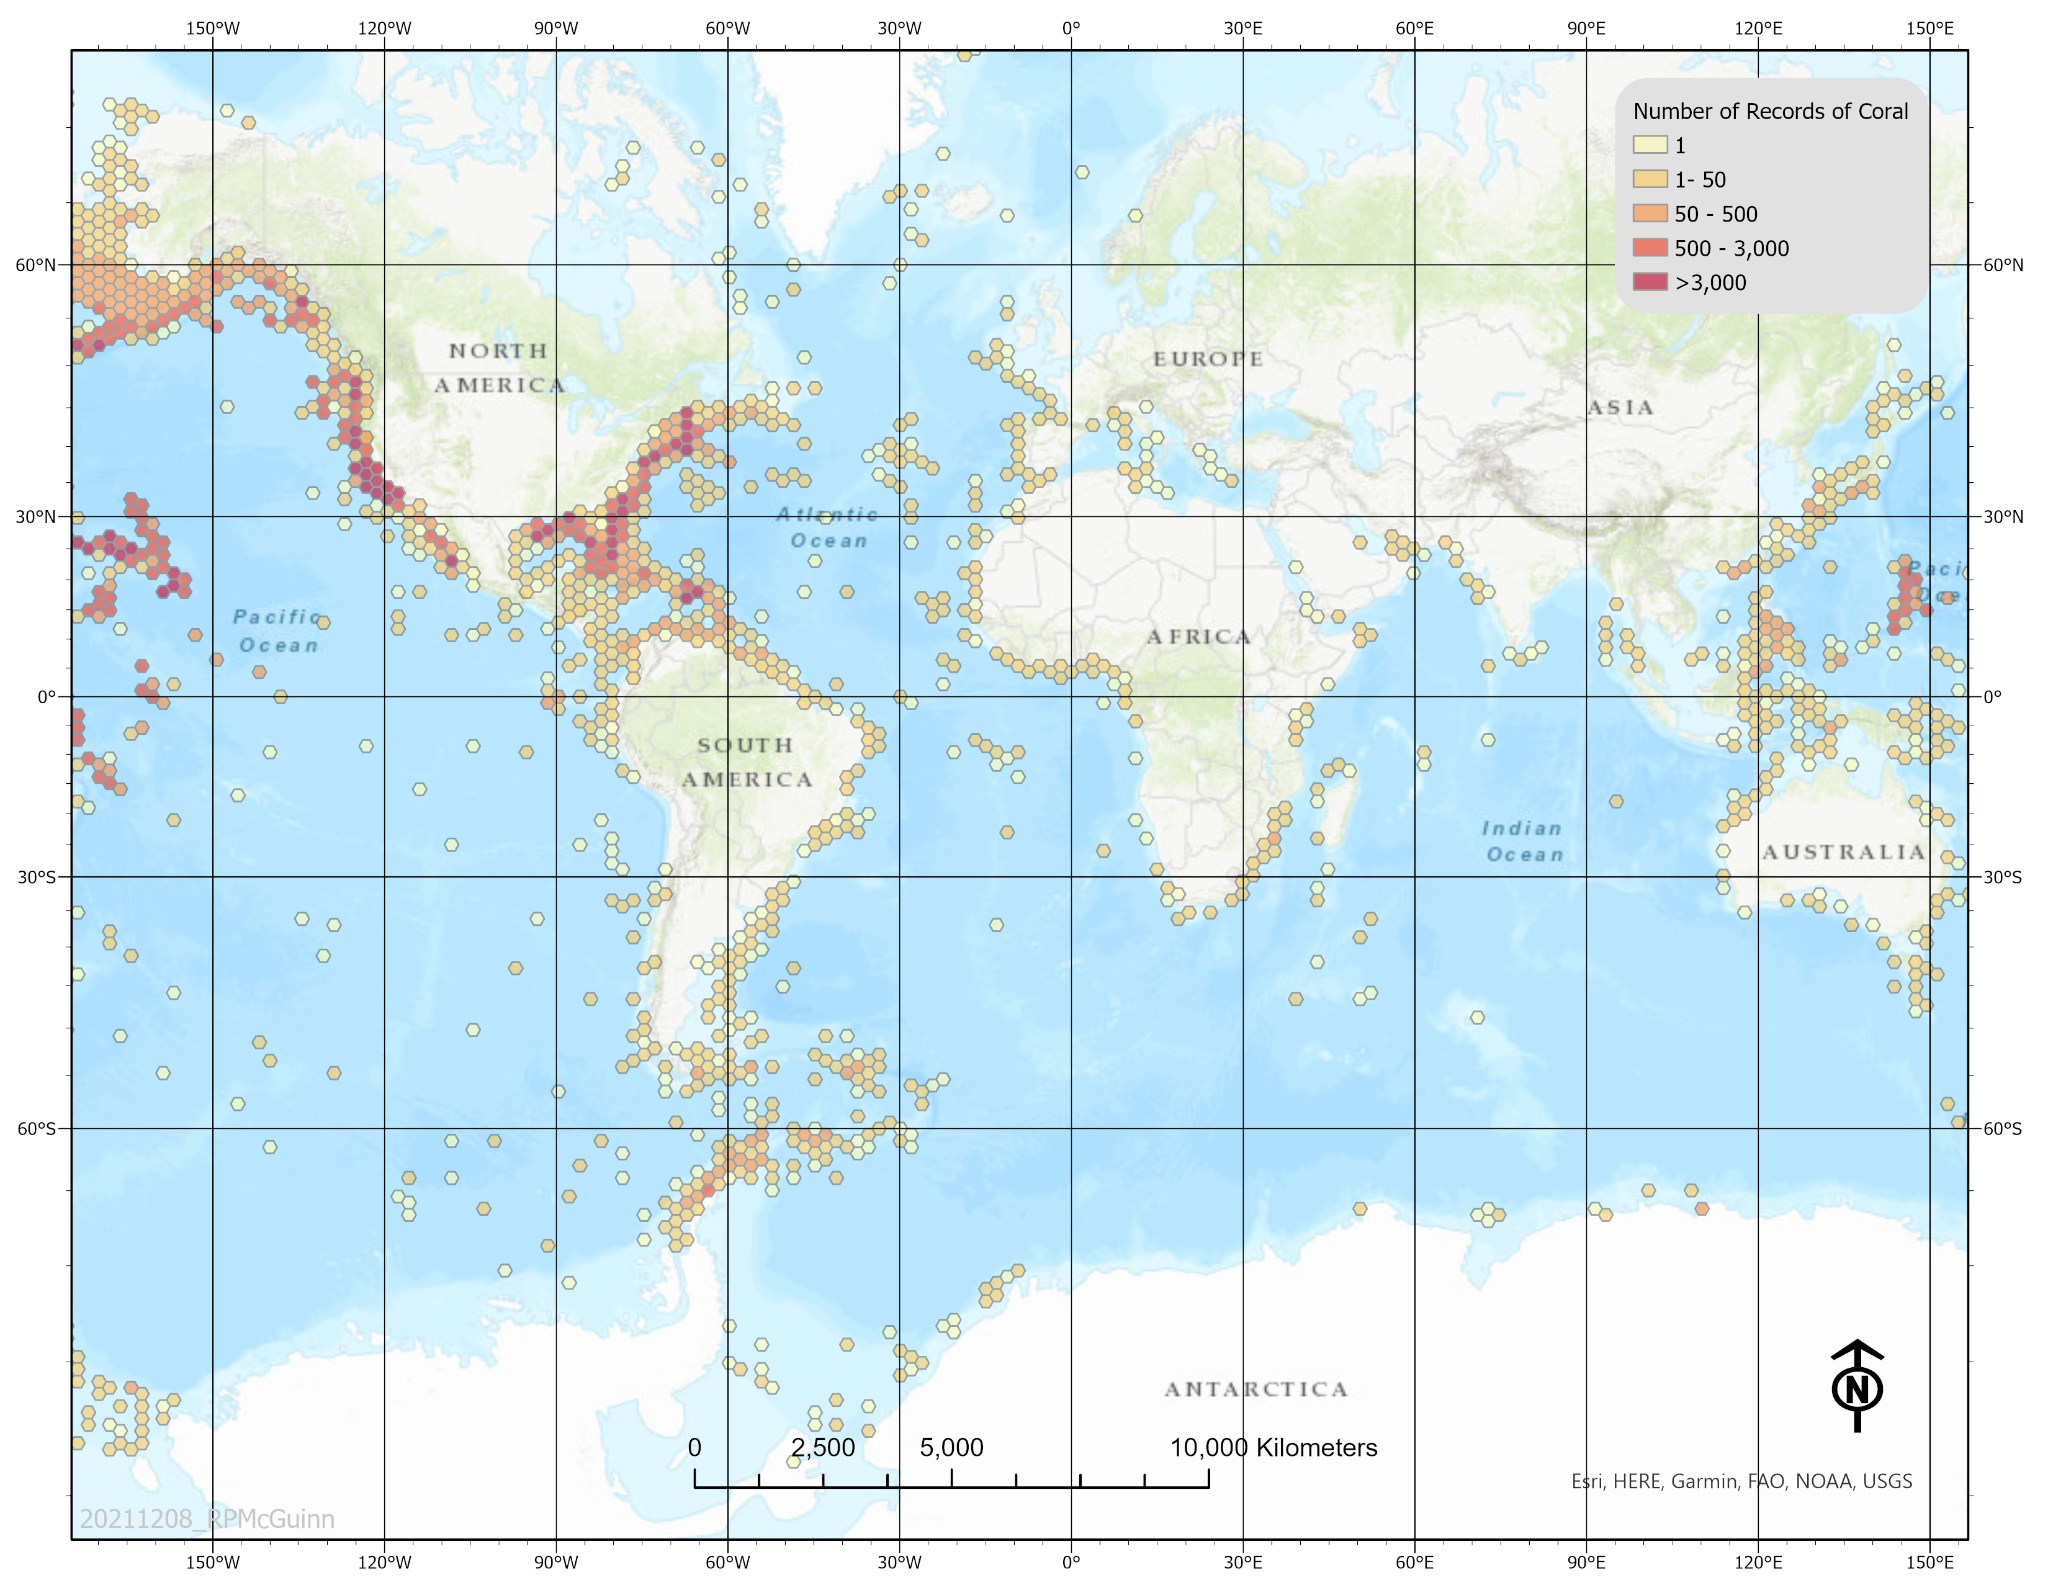 150°W 120°W 90°W 60°W 30°W 0° 30°E 60°E 90°E 120°E 150°E
Number of Records of Coral
1
1- 50
50 - 500
500 - 3,000
>3,000
60°N 60°N
NORTH
AMERICA
EUROPE
ASIA
30°N 30°N
Atlantic
Ocean
Pacific
Ocean
Paci
Oce
AFRICA
0° 0°
SOUTH
AMERICA
Indian
Ocean
AUSTRALIA
30°S 30°S
60°S 60°S
ANTARCTICA
N
0 2,500 5,000 10,000 Kilometers
Esri, HERE, Garmin, FAO, NOAA, USGS
20211208_RPMcGuinn
150°W 120°W 90°W 60°W 30°W 0° 30°E 60°E 90°E 120°E 150°E